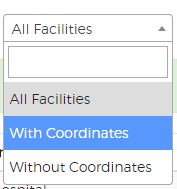 All Facilities
All Facilities
With Coordinates
Without Coordinates